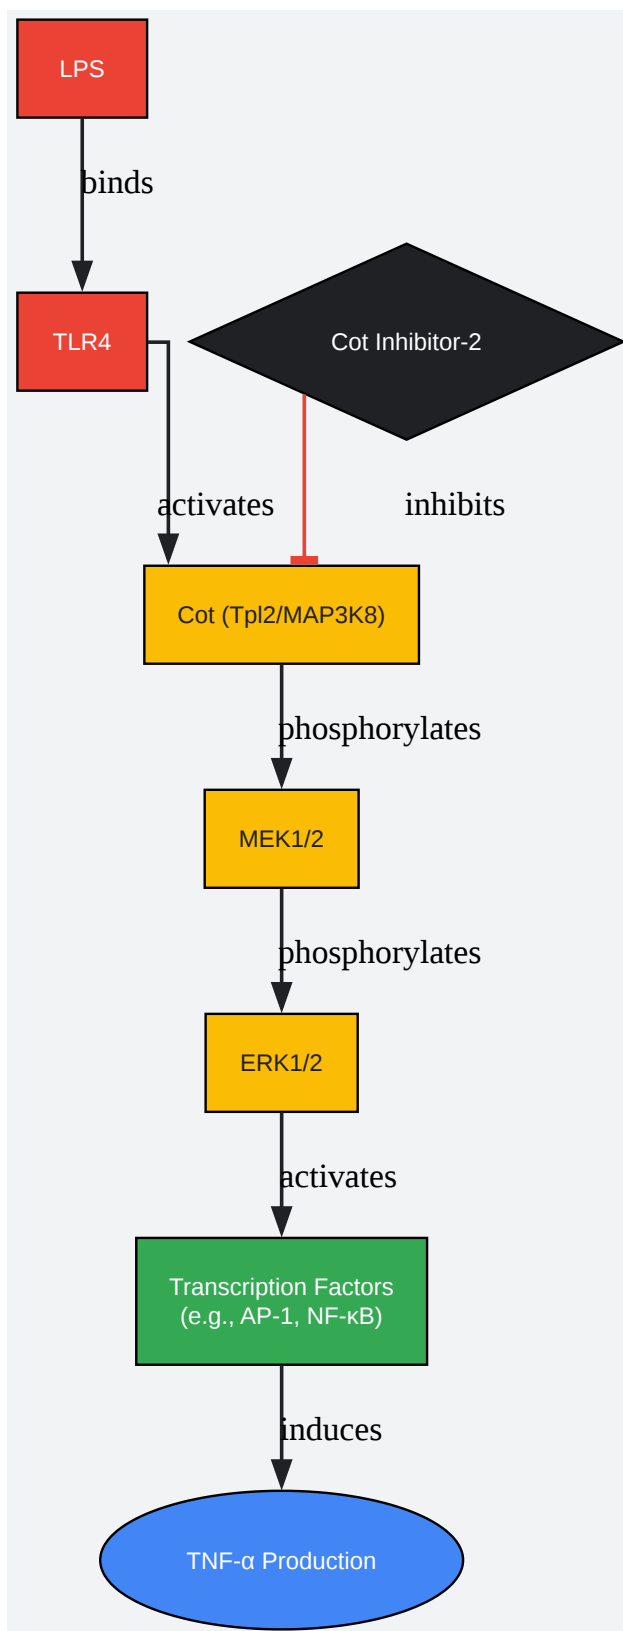 LPS
binds
TLR4
Cot Inhibitor-2
activates
inhibits
Cot (Tpl2/MAP3K8)
phosphorylates
MEK1/2
phosphorylates
ERK1/2
activates
Transcription Factors
(e.g., AP-1, NF-κB)
induces
TNF-α Production